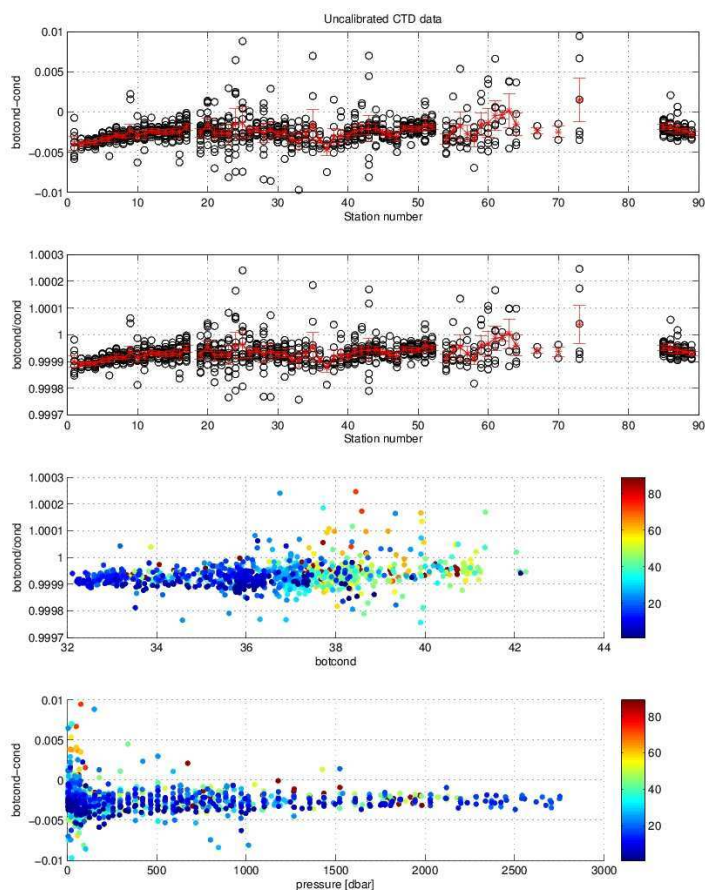 Uncalibrated CTD data
0.01
0.005
0
−0.005
−0.01
botcond−cond
0 10 20 30 40 50 60 70 80 90
Station number
1.0003
1.0002
1.0001
1
0.9999
0.9998
0.9997
botcond/cond
0 10 20 30 40 50 60 70 80 90
Station number
1.0003
1.0002
1.0001
1
0.9999
0.9998
0.9997
botcond/cond
32 34 36 38 40 42 44
botcond
80
60
40
20
0.01
0.005
0
−0.005
−0.01
botcond−cond
0 500 1000 1500 2000 2500 3000
pressure [dbar]
80
60
40
20